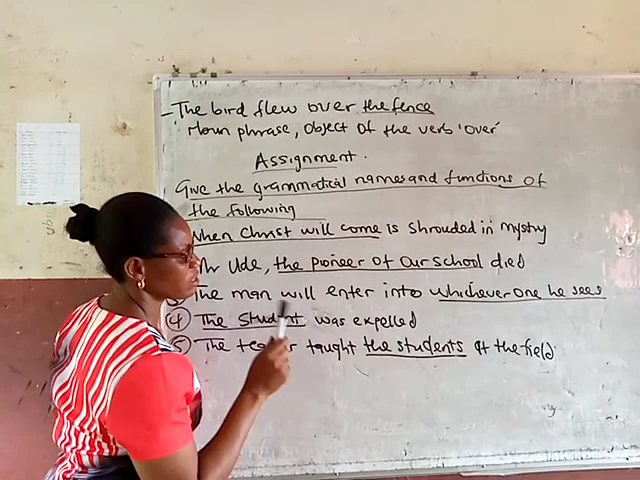 - The bird flew over the fence
Noun phrase, object of the verb 'over'
Assignment.
Give the grammatical names and functions of
the following
When Christ will come is shrouded in mystry
Mr Ude, the pioneer of our school died
The man will enter into whichever one he sees
4 The student was expelled
5 The teacher taught the students at the field.